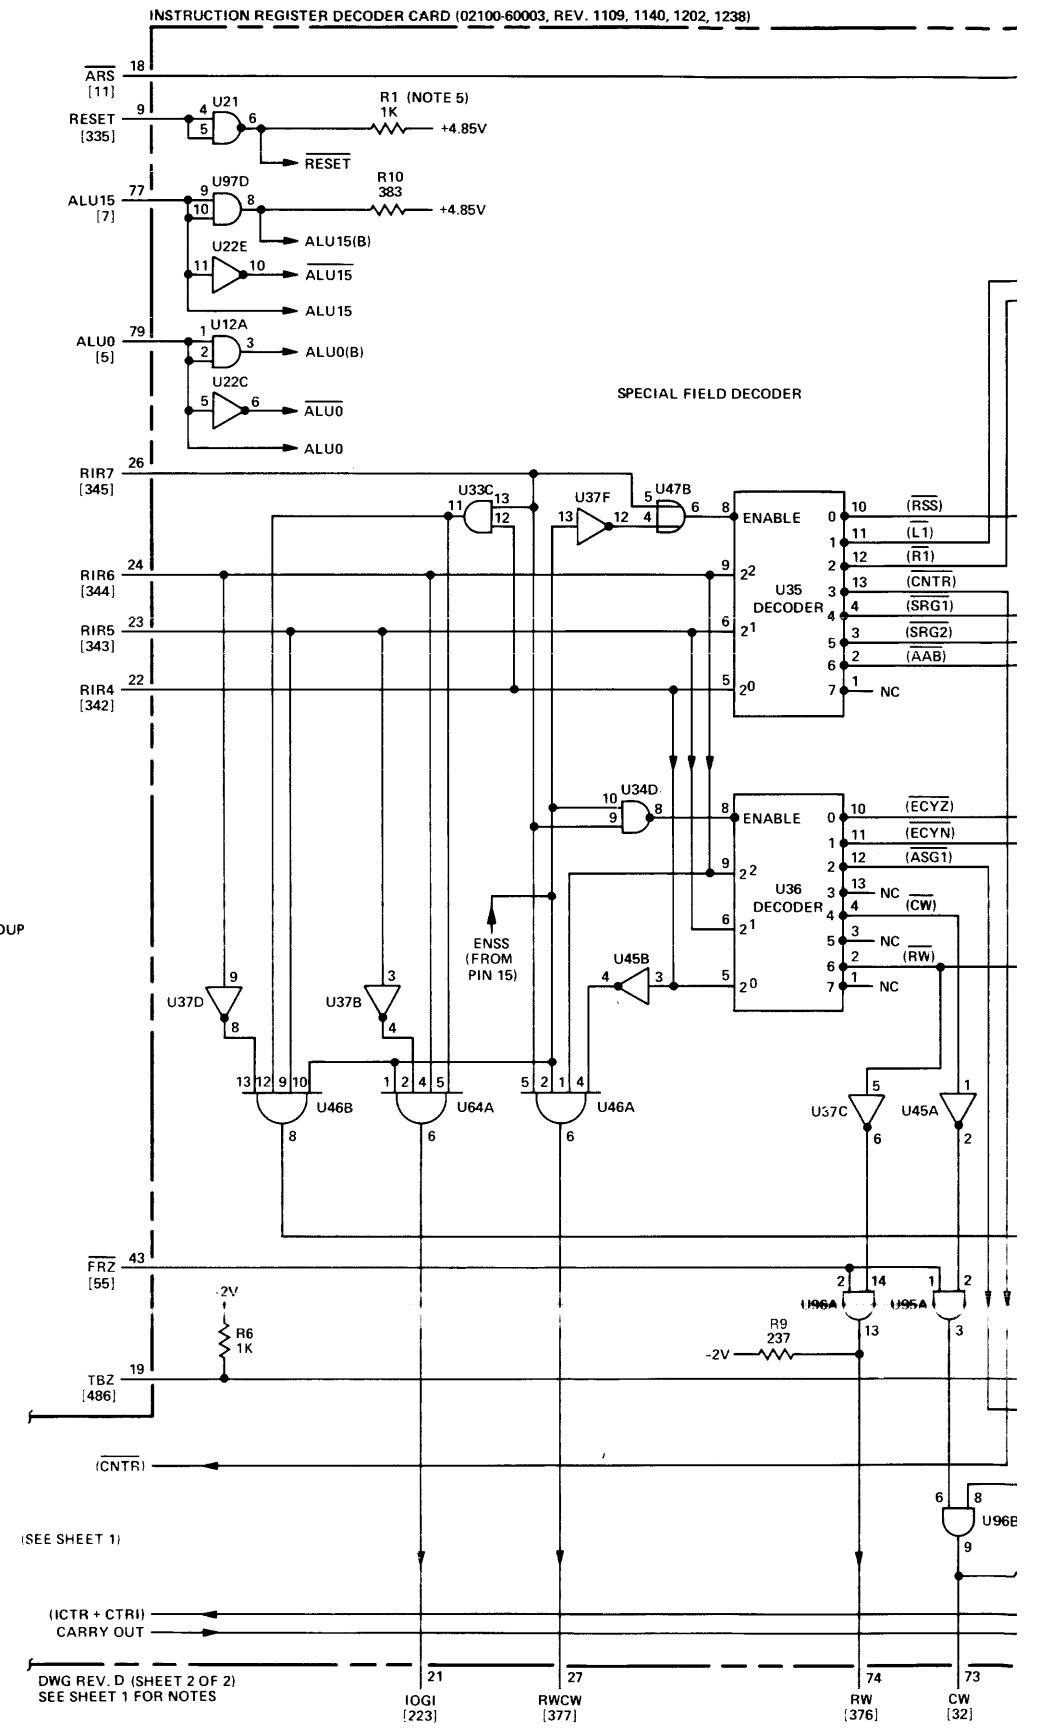 INSTRUCTION REGISTER DECODER CARD (02100-60003, REV. 1109, 1140, 1202, 1238)
ARS 18
[11]
RESET 9
[335]
U21
4
5
6
R1 (NOTE 5)
1K
+4.85V
RESET
ALU15 77
[7]
U97D
9
10
8
R10
383
+4.85V
ALU15(B)
U22E
11 10
ALU15
ALU15
ALU0 79
[5]
U12A
1
2
3
ALU0(B)
U22C
5 6
ALU0
ALU0
SPECIAL FIELD DECODER
RIR7 26
[345]
U33C
11 13
12
U37F
13 12
U47B
5
4
6
8 ENABLE
0 10 (RSS)
1 11 (L1)
2 12 (R1)
3 13 (CNTR)
4 4 (SRG1)
5 3 (SRG2)
6 2 (AAB)
7 1 NC
U35
DECODER
RIR6 24
[344]
9 2²
RIR5 23
[343]
6 2¹
RIR4 22
[342]
5 2⁰
U34D
10
9
8
8 ENABLE
0 10 (ECYZ)
1 11 (ECYN)
2 12 (ASG1)
3 13 NC
4 4 (CW)
5 3 NC
6 2 (RW)
7 1 NC
U36
DECODER
9 2²
6 2¹
5 2⁰
OUP
ENSS
(FROM
PIN 15)
U45B
4 3
U37D
9
8
U37B
3
4
13 12 9 10
U46B
8
1 2 4 5
U64A
6
5 2 1 4
U46A
6
U37C
5
6
U45A
1
2
FRZ 43
[55]
2 14
U96A
13
1 2
U95A
3
-2V
R6
1K
R9
237
-2V
TBZ 19
[486]
(CNTR)
6 8
U96B
9
(SEE SHEET 1)
(ICTR + CTRI)
CARRY OUT
DWG REV. D (SHEET 2 OF 2)
SEE SHEET 1 FOR NOTES
21
IOGI
[223]
27
RWCW
[377]
74
RW
[376]
73
CW
[32]